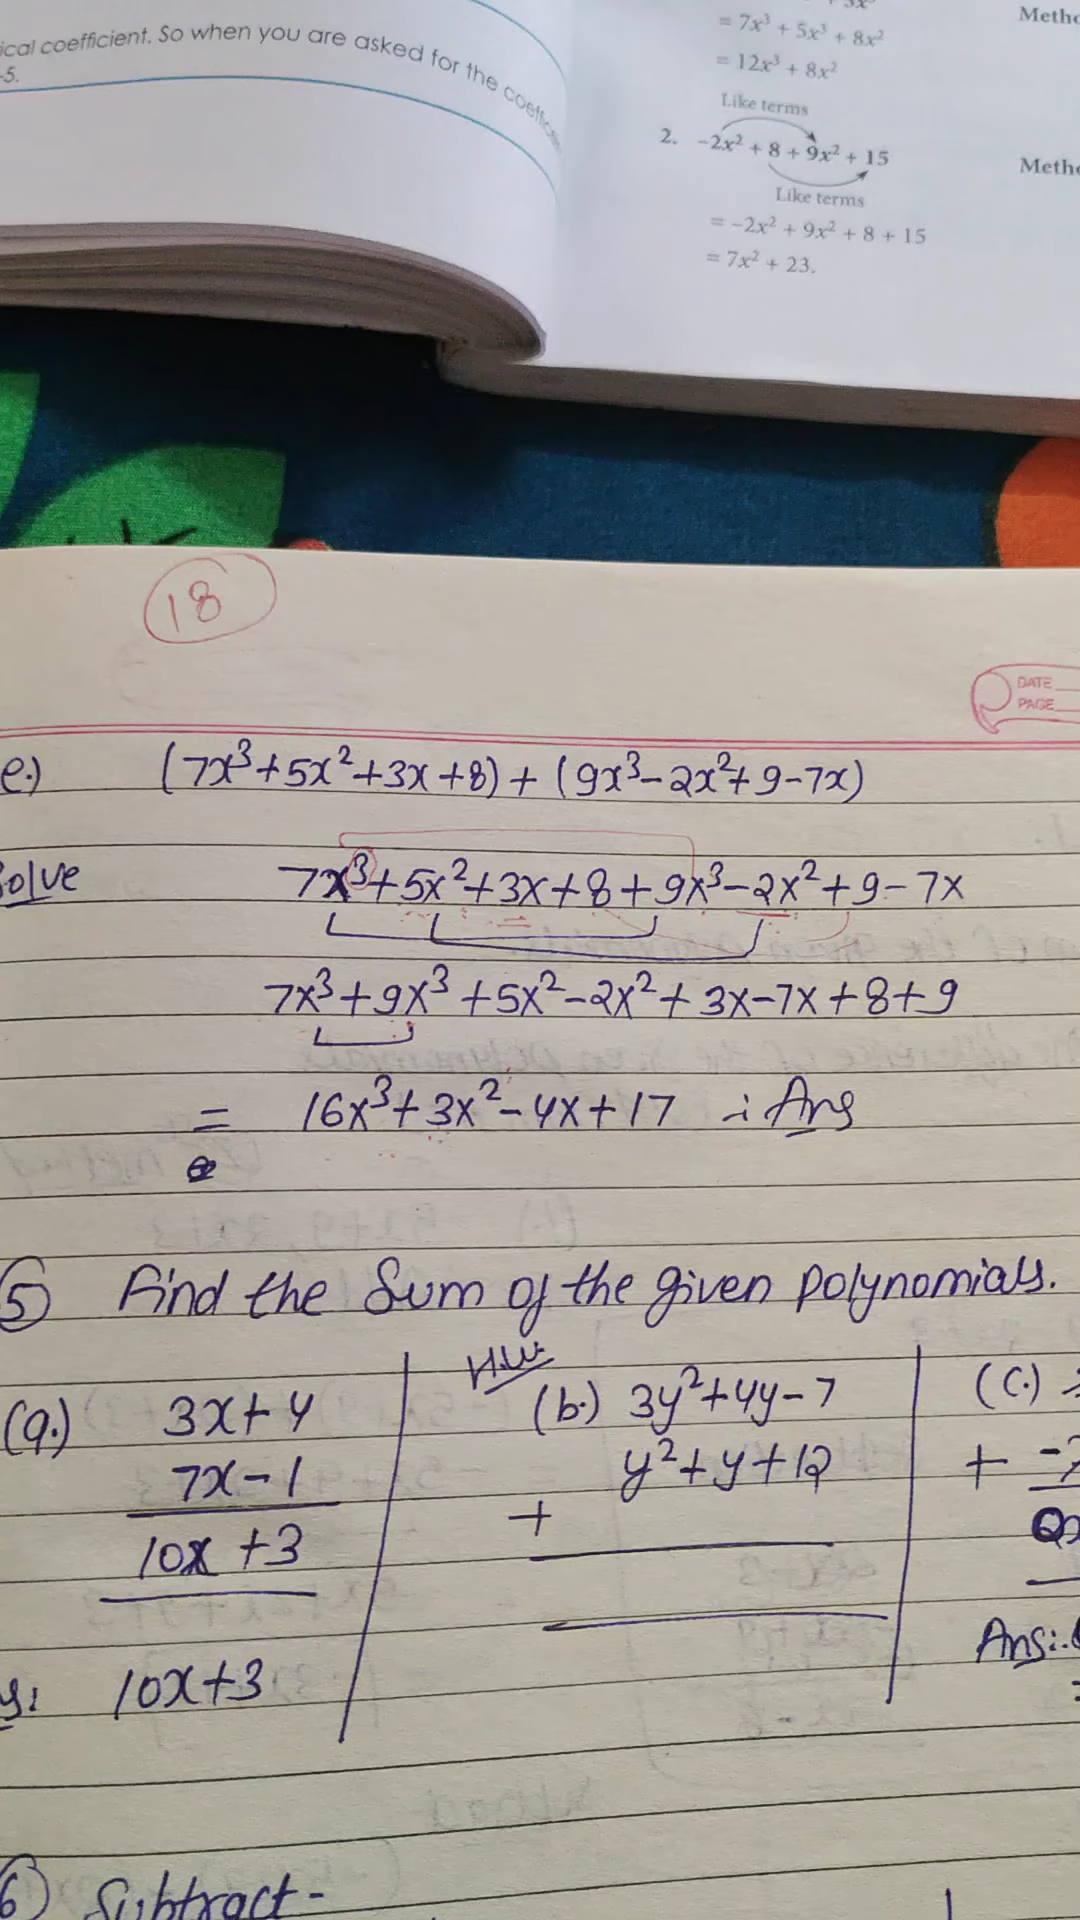 ical coefficient. So when you are asked for the
-5.
= 7x³ + 5x³ + 8x²
= 12x³ + 8x²
Like terms
2. -2x² + 8 + 9x² + 15
Like terms
= -2x² + 9x² + 8 + 15
= 7x² + 23.
18
DATE
PAGE
e.) (7x³+5x²+3x+8) + (9x³-2x²+9-7x)
Solve 7x³+5x²+3x+8+9x³-2x²+9-7x
7x³+9x³+5x²-2x²+3x-7x+8+9
= 16x³+3x²-4x+17 : Ans
5 Find the Sum of the given polynomials.
H.W.
(a.) 3x+4
7x-1
10x+3
10x+3
(b.) 3y²+4y-7
y²+y+12
+
(c.)
+
Ans:.
6 Subtract-